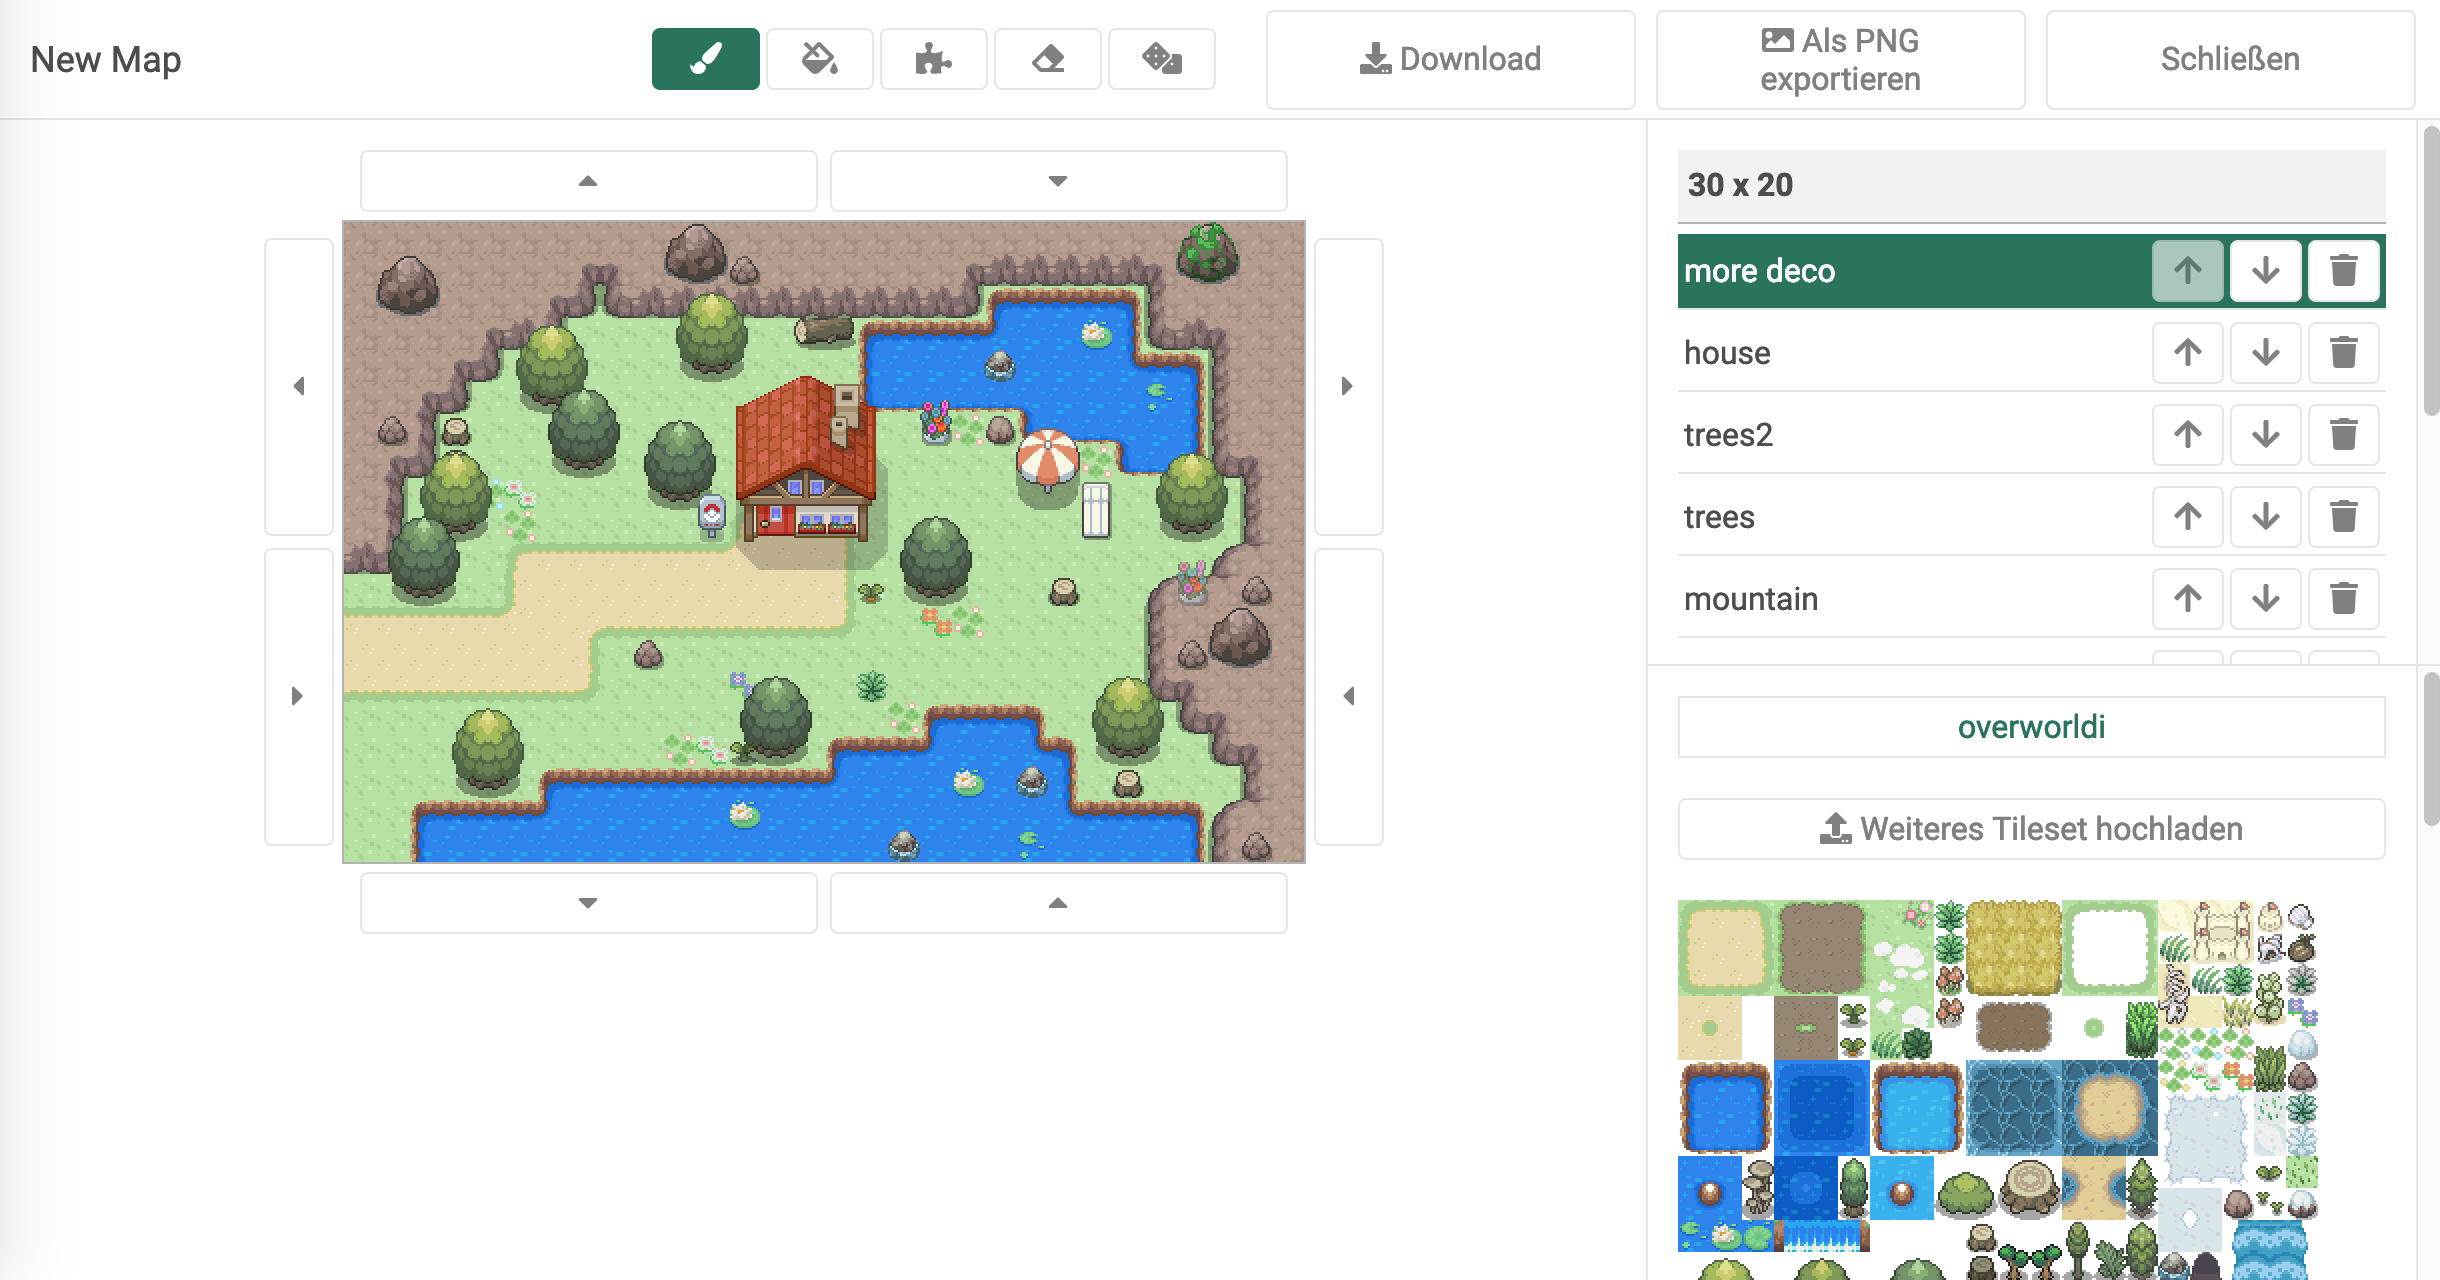 New Map
Download
Als PNG
exportieren
Schließen
30 x 20
more deco
house
trees2
trees
mountain
overworldi
Weiteres Tileset hochladen